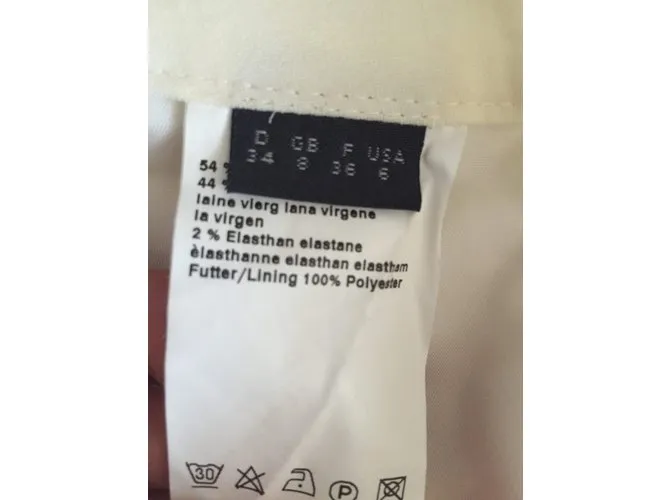 D GB F USA
34 8 36 6
54 %
44 %
laine vierg lana virgene
la virgen
2 % Elasthan elastane
èlasthanne elasthan elastham
Futter/Lining 100% Polyester
30 P